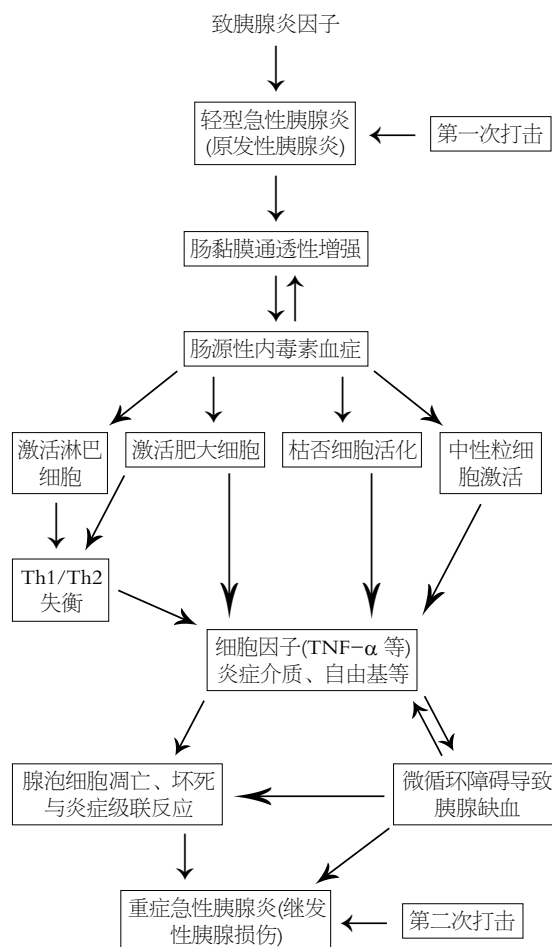 致胰腺炎因子
轻型急性胰腺炎
(原发性胰腺炎)
第一次打击
肠黏膜通透性增强
肠源性内毒素血症
激活淋巴
细胞
激活肥大细胞
枯否细胞活化
中性粒细
胞激活
Th1/Th2
失衡
细胞因子(TNF-α 等)
炎症介质、自由基等
腺泡细胞凋亡、坏死
与炎症级联反应
微循环障碍导致
胰腺缺血
重症急性胰腺炎(继发
性胰腺损伤)
第二次打击